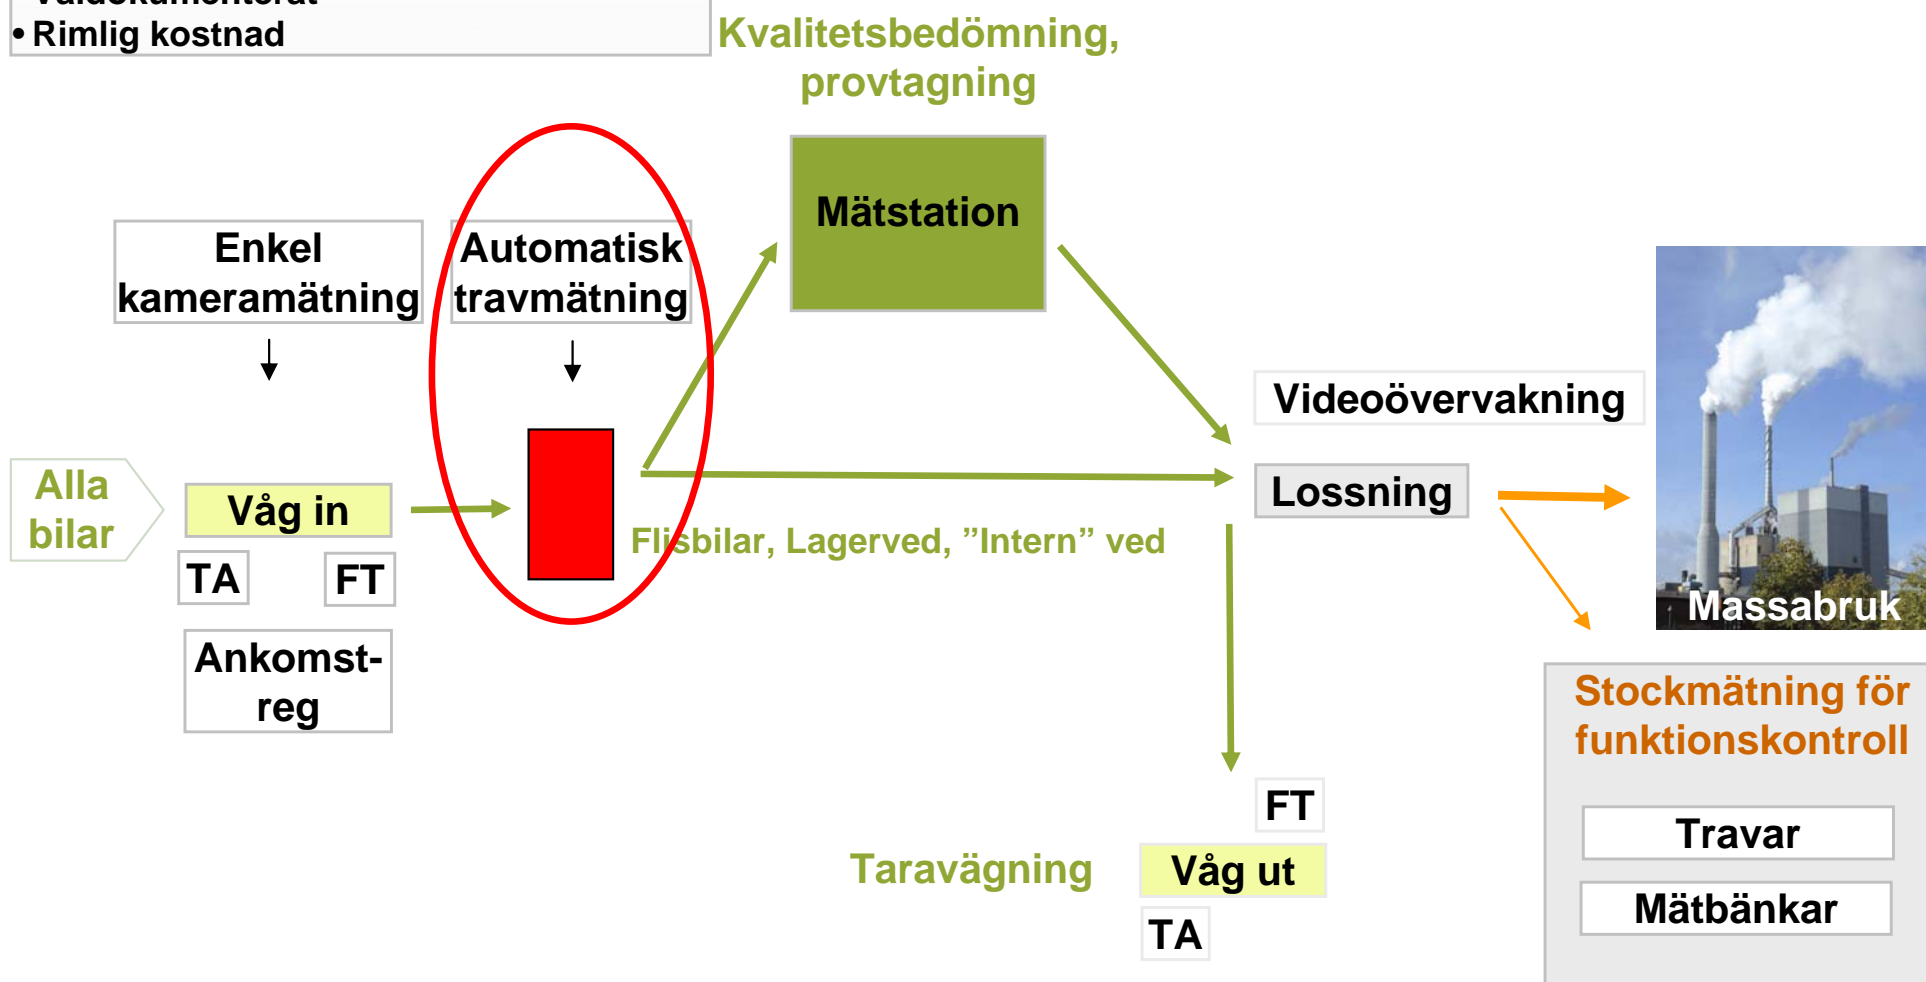 • Rimlig kostnad
Kvalitetsbedömning,
provtagning
Mätstation
Enkel
kameramätning
Automatisk
travmätning
Videoövervakning
Alla
bilar
Våg in
Lossning
Flisbilar, Lagerved, ”Intern” ved
TA
FT
Massabruk
Ankomst-
reg
Stockmätning för
funktionskontroll
FT
Travar
Taravägning
Våg ut
Mätbänkar
TA